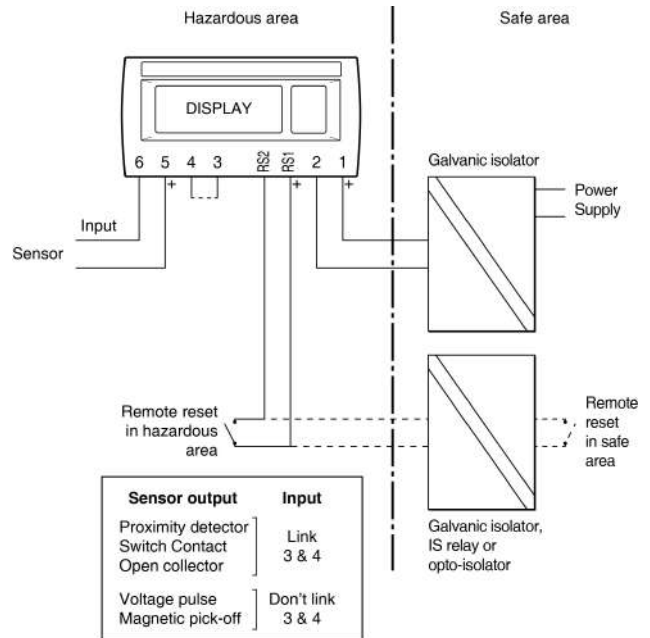 Hazardous area
Safe area
DISPLAY
6 5 4 3 RS2 RS1 2 1
+ + +
Galvanic isolator
Power
Supply
Input
Sensor
Remote reset
in hazardous
area
Remote
reset
in safe
area
Sensor output Input
Proximity detector
Switch Contact
Open collector
Link
3 & 4
Voltage pulse
Magnetic pick-off
Don't link
3 & 4
Galvanic isolator,
IS relay or
opto-isolator